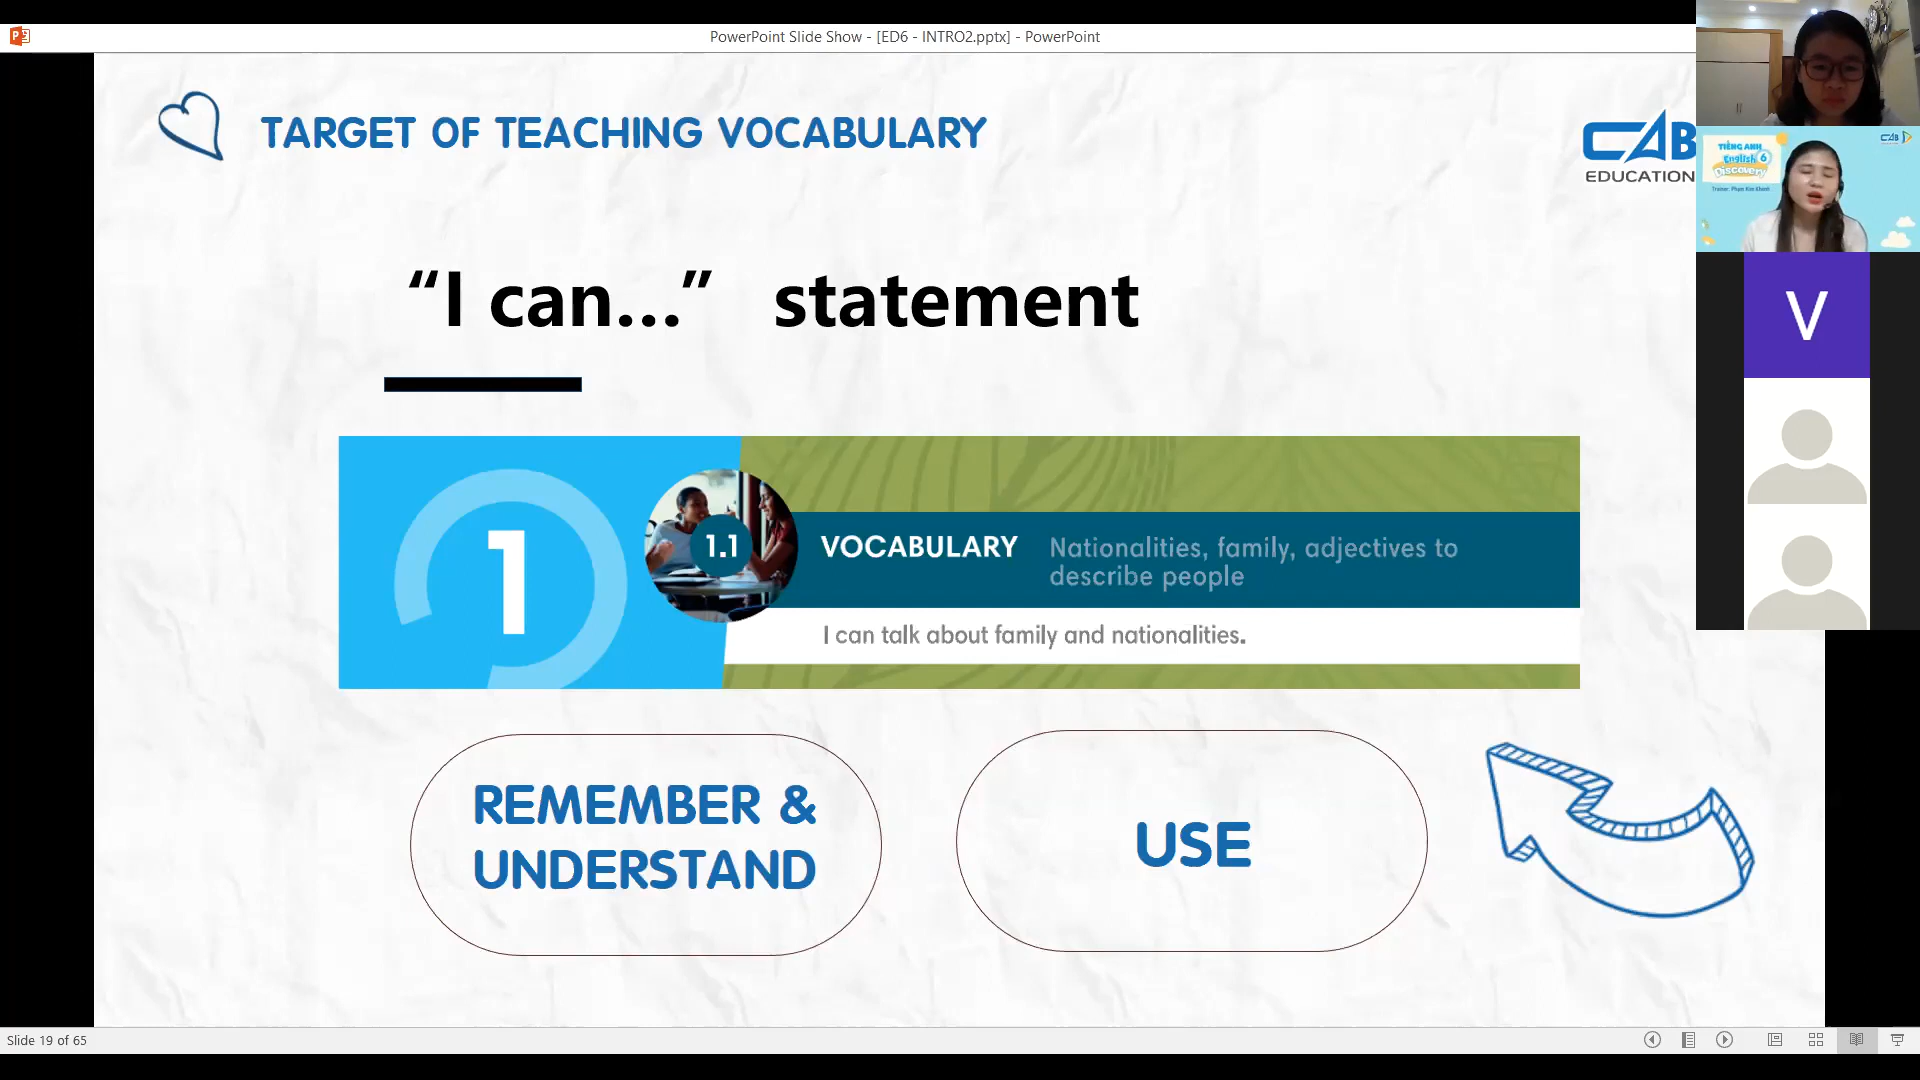 PowerPoint Slide Show - [ED6 - INTRO2.pptx] - PowerPoint
TARGET OF TEACHING VOCABULARY
CAB
EDUCATION
“I can...” statement
1
1.1
VOCABULARY
Nationalities, family, adjectives to
describe people
I can talk about family and nationalities.
REMEMBER &
UNDERSTAND
USE
TIẾNG ANH
English 6
Discovery
Trainer: Phạm Kim Khánh
CAB
V
Slide 19 of 65